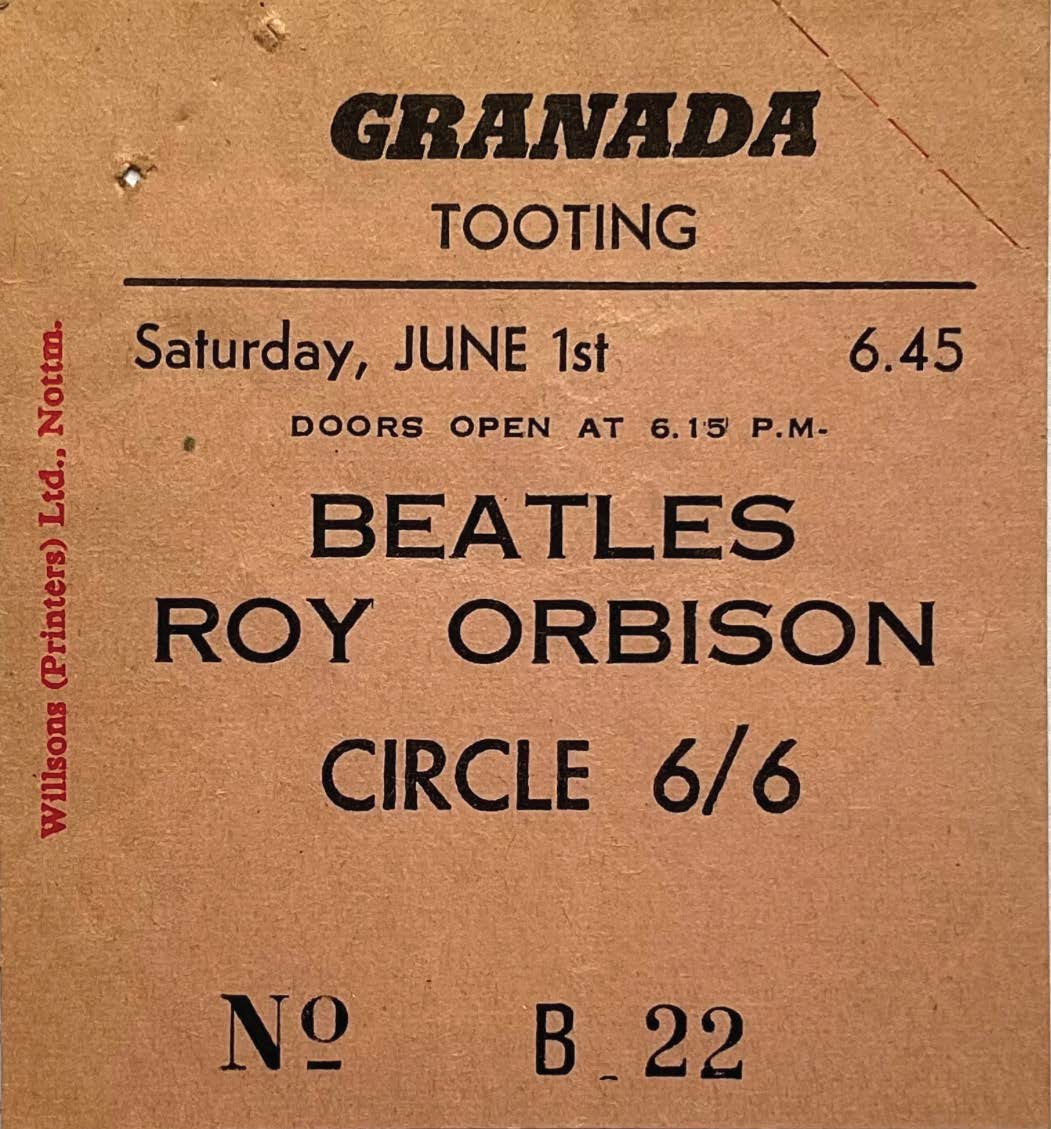 GRANADA
TOOTING
Saturday, JUNE 1st 6.45
DOORS OPEN AT 6.15 P.M-
BEATLES
ROY ORBISON
CIRCLE 6/6
Nº B_22
Willsons (Printers) Ltd., Nottm.